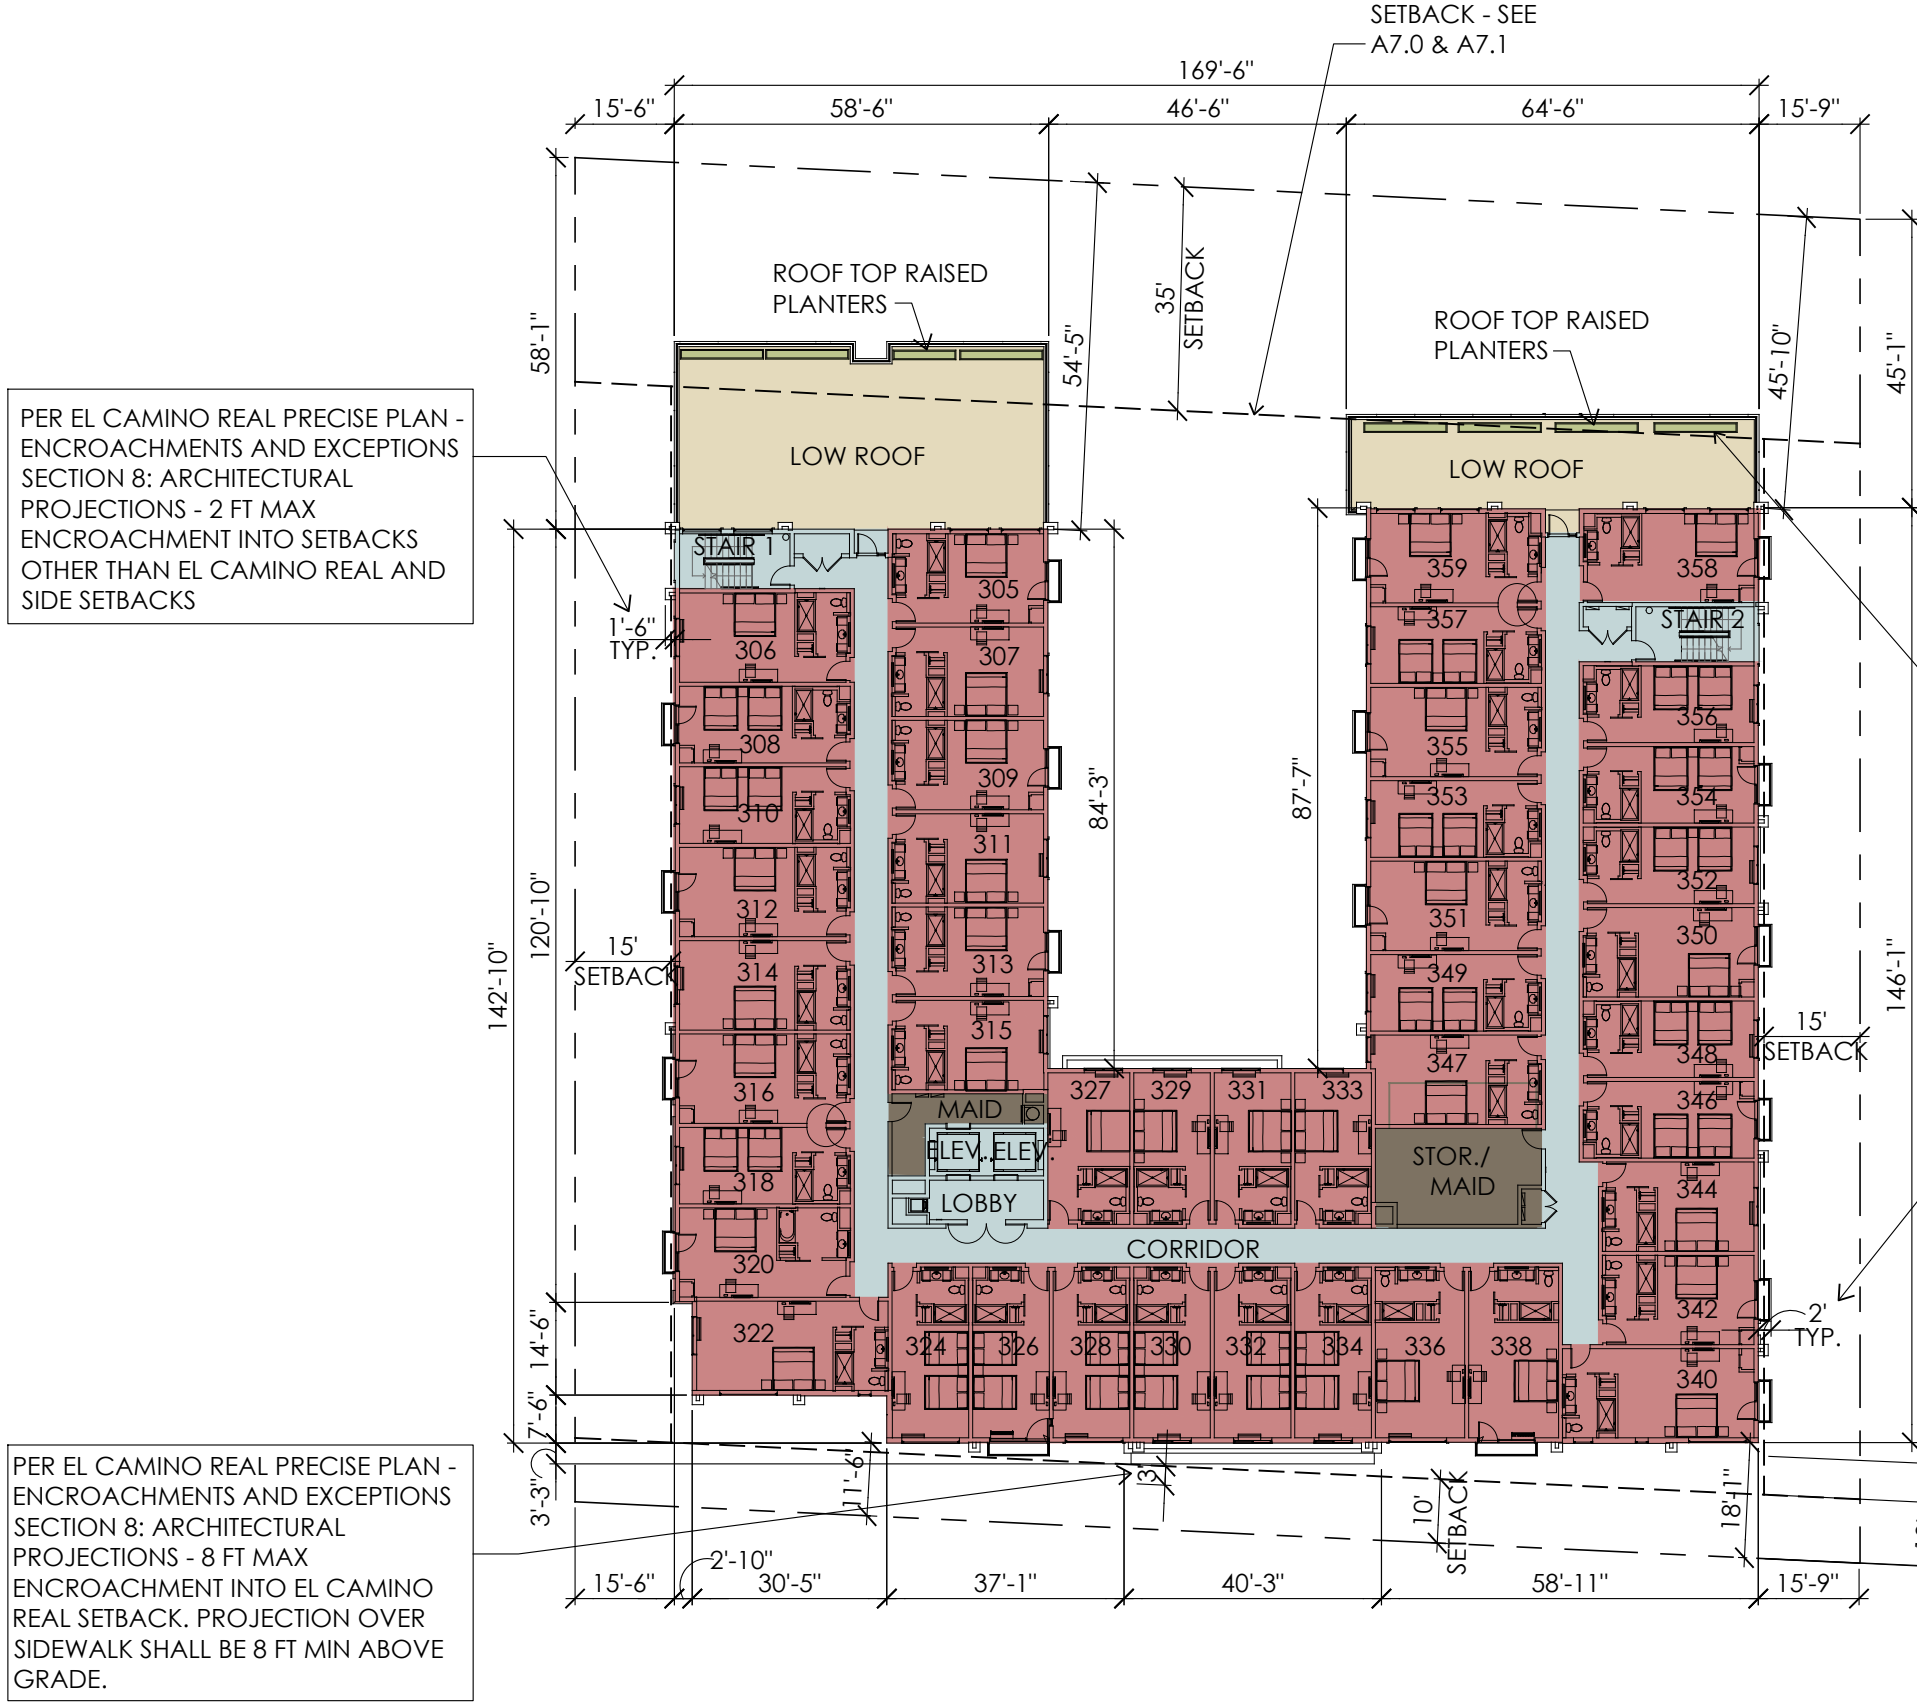 SETBACK - SEE
A7.0 & A7.1
169'-6"
15'-6"
58'-6"
46'-6"
64'-6"
15'-9"
58'-1"
54'-5"
35'
SETBACK
45'-10"
45'-1"
ROOF TOP RAISED
PLANTERS
ROOF TOP RAISED
PLANTERS
PER EL CAMINO REAL PRECISE PLAN -
ENCROACHMENTS AND EXCEPTIONS
SECTION 8: ARCHITECTURAL
PROJECTIONS - 2 FT MAX
ENCROACHMENT INTO SETBACKS
OTHER THAN EL CAMINO REAL AND
SIDE SETBACKS
LOW ROOF
LOW ROOF
STAIR 1
305
359
358
1'-6"
TYP.
306
307
357
STAIR 2
308
309
355
356
310
311
353
354
84'-3"
87'-7"
312
313
351
352
142'-10"
120'-10"
15'
SETBACK
314
315
349
350
146'-1"
15'
SETBACK
316
347
348
327
329
331
333
346
MAID
ELEV.
ELEV.
318
STOR./
MAID
344
LOBBY
320
CORRIDOR
342
2'
TYP.
322
324
326
328
330
332
334
336
338
340
14'-6"
7'-6"
3'-3"
11'-6"
3'
10'
SETBACK
18'-1"
PER EL CAMINO REAL PRECISE PLAN -
ENCROACHMENTS AND EXCEPTIONS
SECTION 8: ARCHITECTURAL
PROJECTIONS - 8 FT MAX
ENCROACHMENT INTO EL CAMINO
REAL SETBACK. PROJECTION OVER
SIDEWALK SHALL BE 8 FT MIN ABOVE
GRADE.
2'-10"
15'-6"
30'-5"
37'-1"
40'-3"
58'-11"
15'-9"